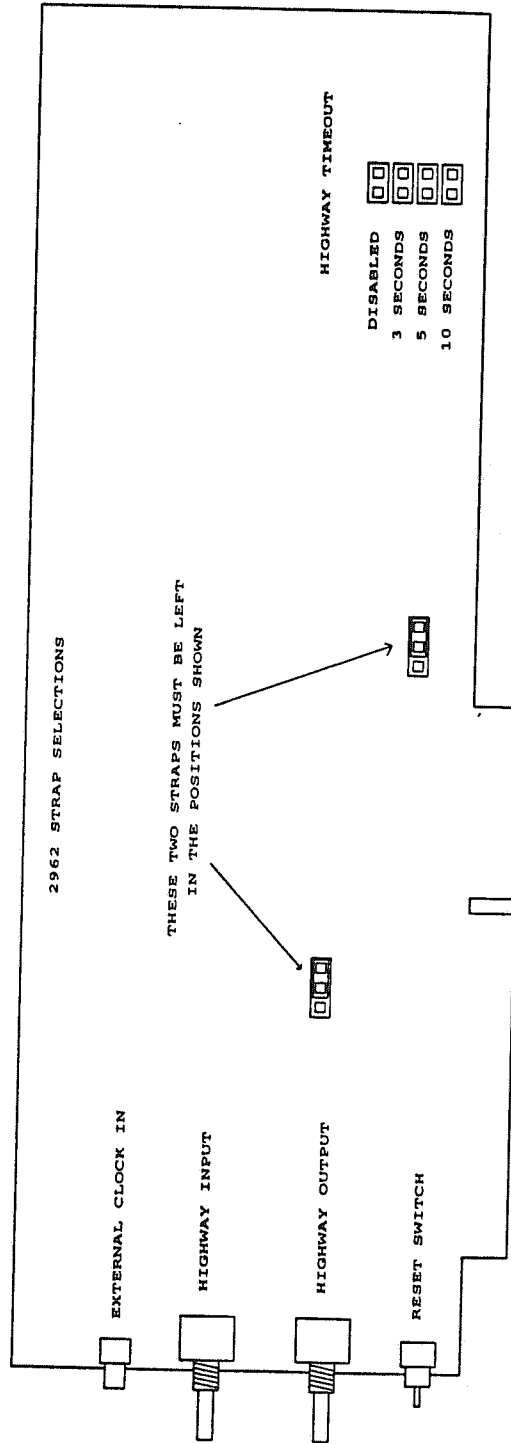 2962 STRAP SELECTIONS
THESE TWO STRAPS MUST BE LEFT
IN THE POSITIONS SHOWN
EXTERNAL CLOCK IN
HIGHWAY INPUT
HIGHWAY OUTPUT
RESET SWITCH
HIGHWAY TIMEOUT
DISABLED
3 SECONDS
5 SECONDS
10 SECONDS